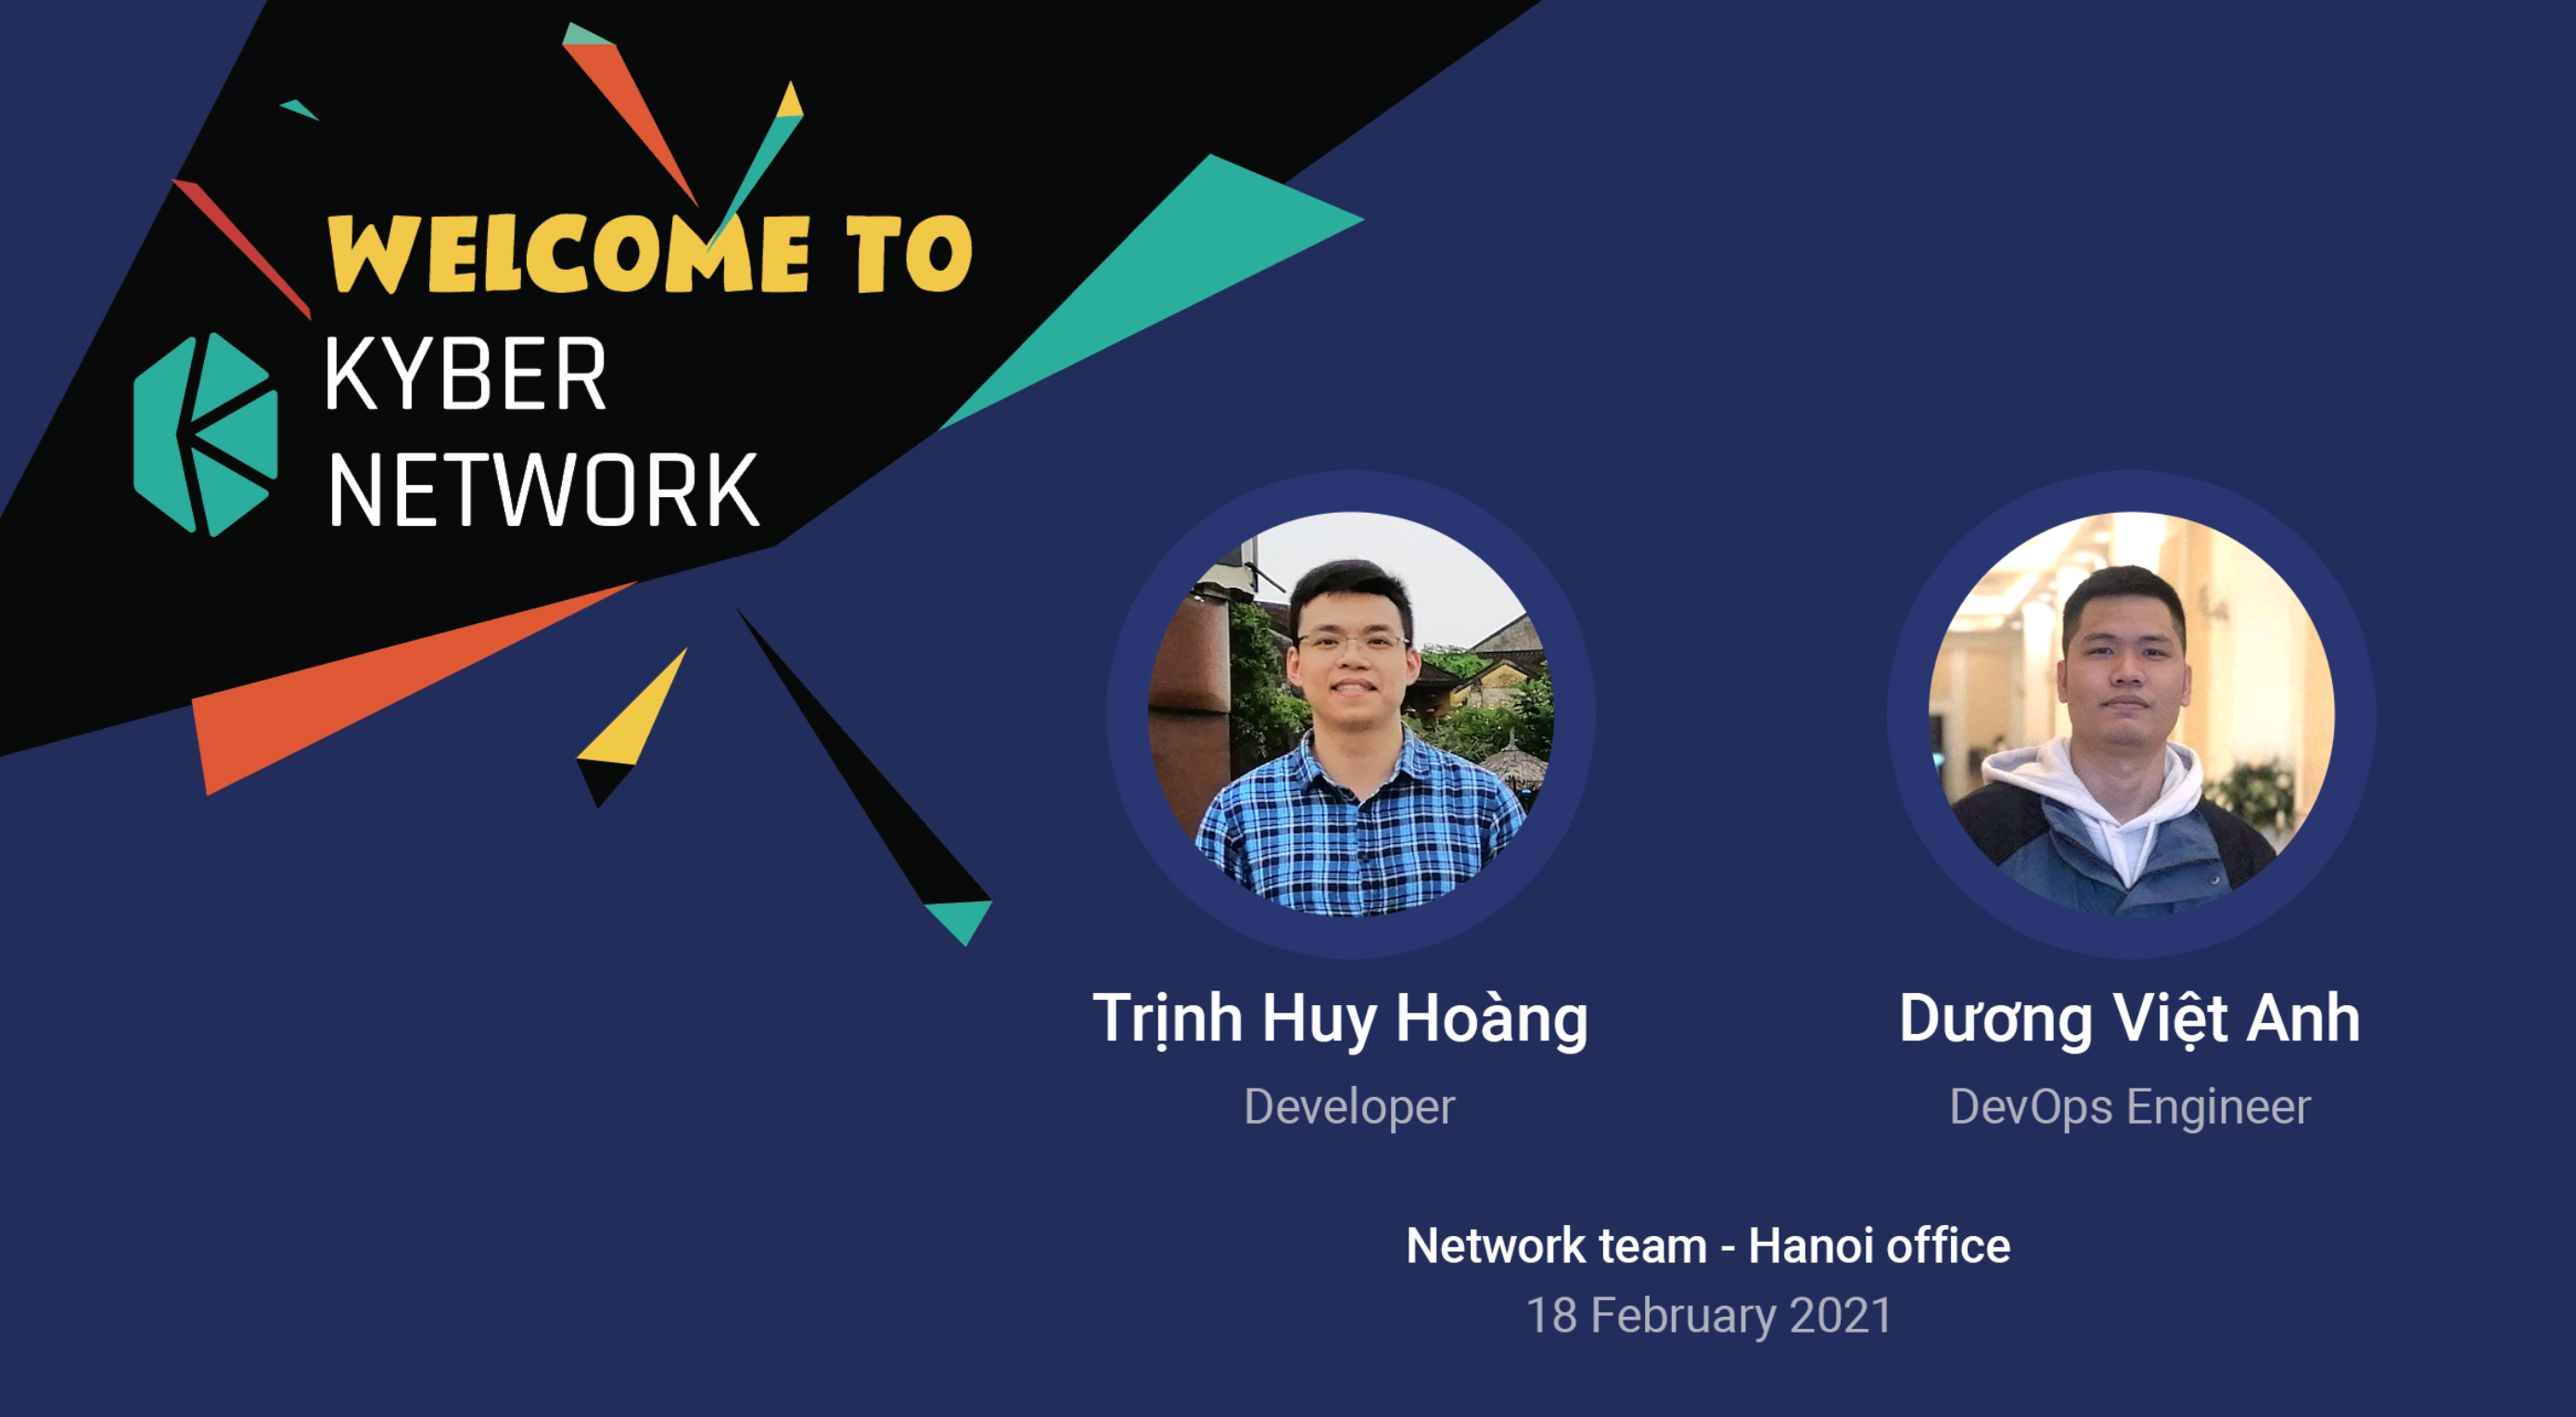 WELCOME TO
KYBER
NETWORK
Trịnh Huy Hoàng
Developer
Dương Việt Anh
DevOps Engineer
Network team - Hanoi office
18 February 2021